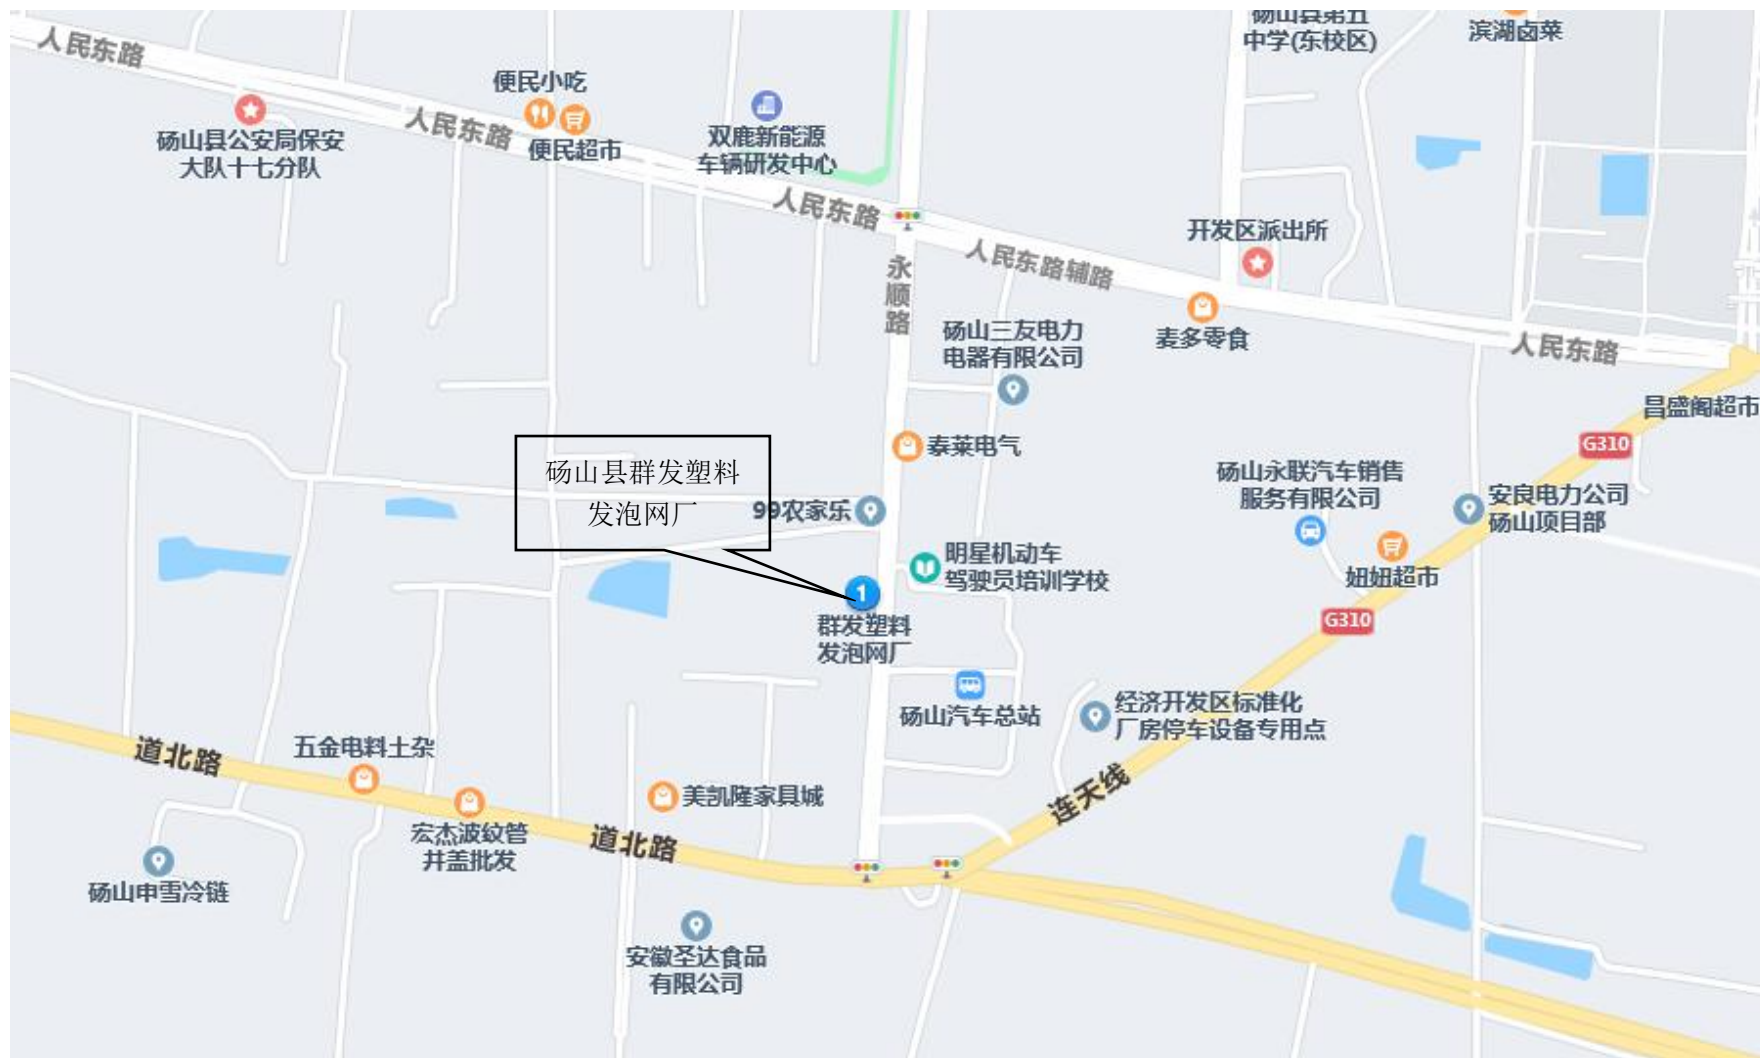 砀山县第五
中学(东校区)
滨湖卤菜
人民东路
便民小吃
砀山县公安局保安
大队十七分队
人民东路
便民超市
双鹿新能源
车辆研发中心
人民东路
开发区派出所
人民东路辅路
永顺路
砀山三友电力
电器有限公司
麦多零食
人民东路
昌盛阁超市
G310
泰莱电气
砀山县群发塑料
发泡网厂
99农家乐
砀山永联汽车销售
服务有限公司
安良电力公司
砀山项目部
明星机动车
驾驶员培训学校
妞妞超市
1
群发塑料
发泡网厂
G310
砀山汽车总站
经济开发区标准化
厂房停车设备专用点
道北路
五金电料土杂
美凯隆家具城
连天线
宏杰波纹管
井盖批发
道北路
砀山申雪冷链
安徽圣达食品
有限公司